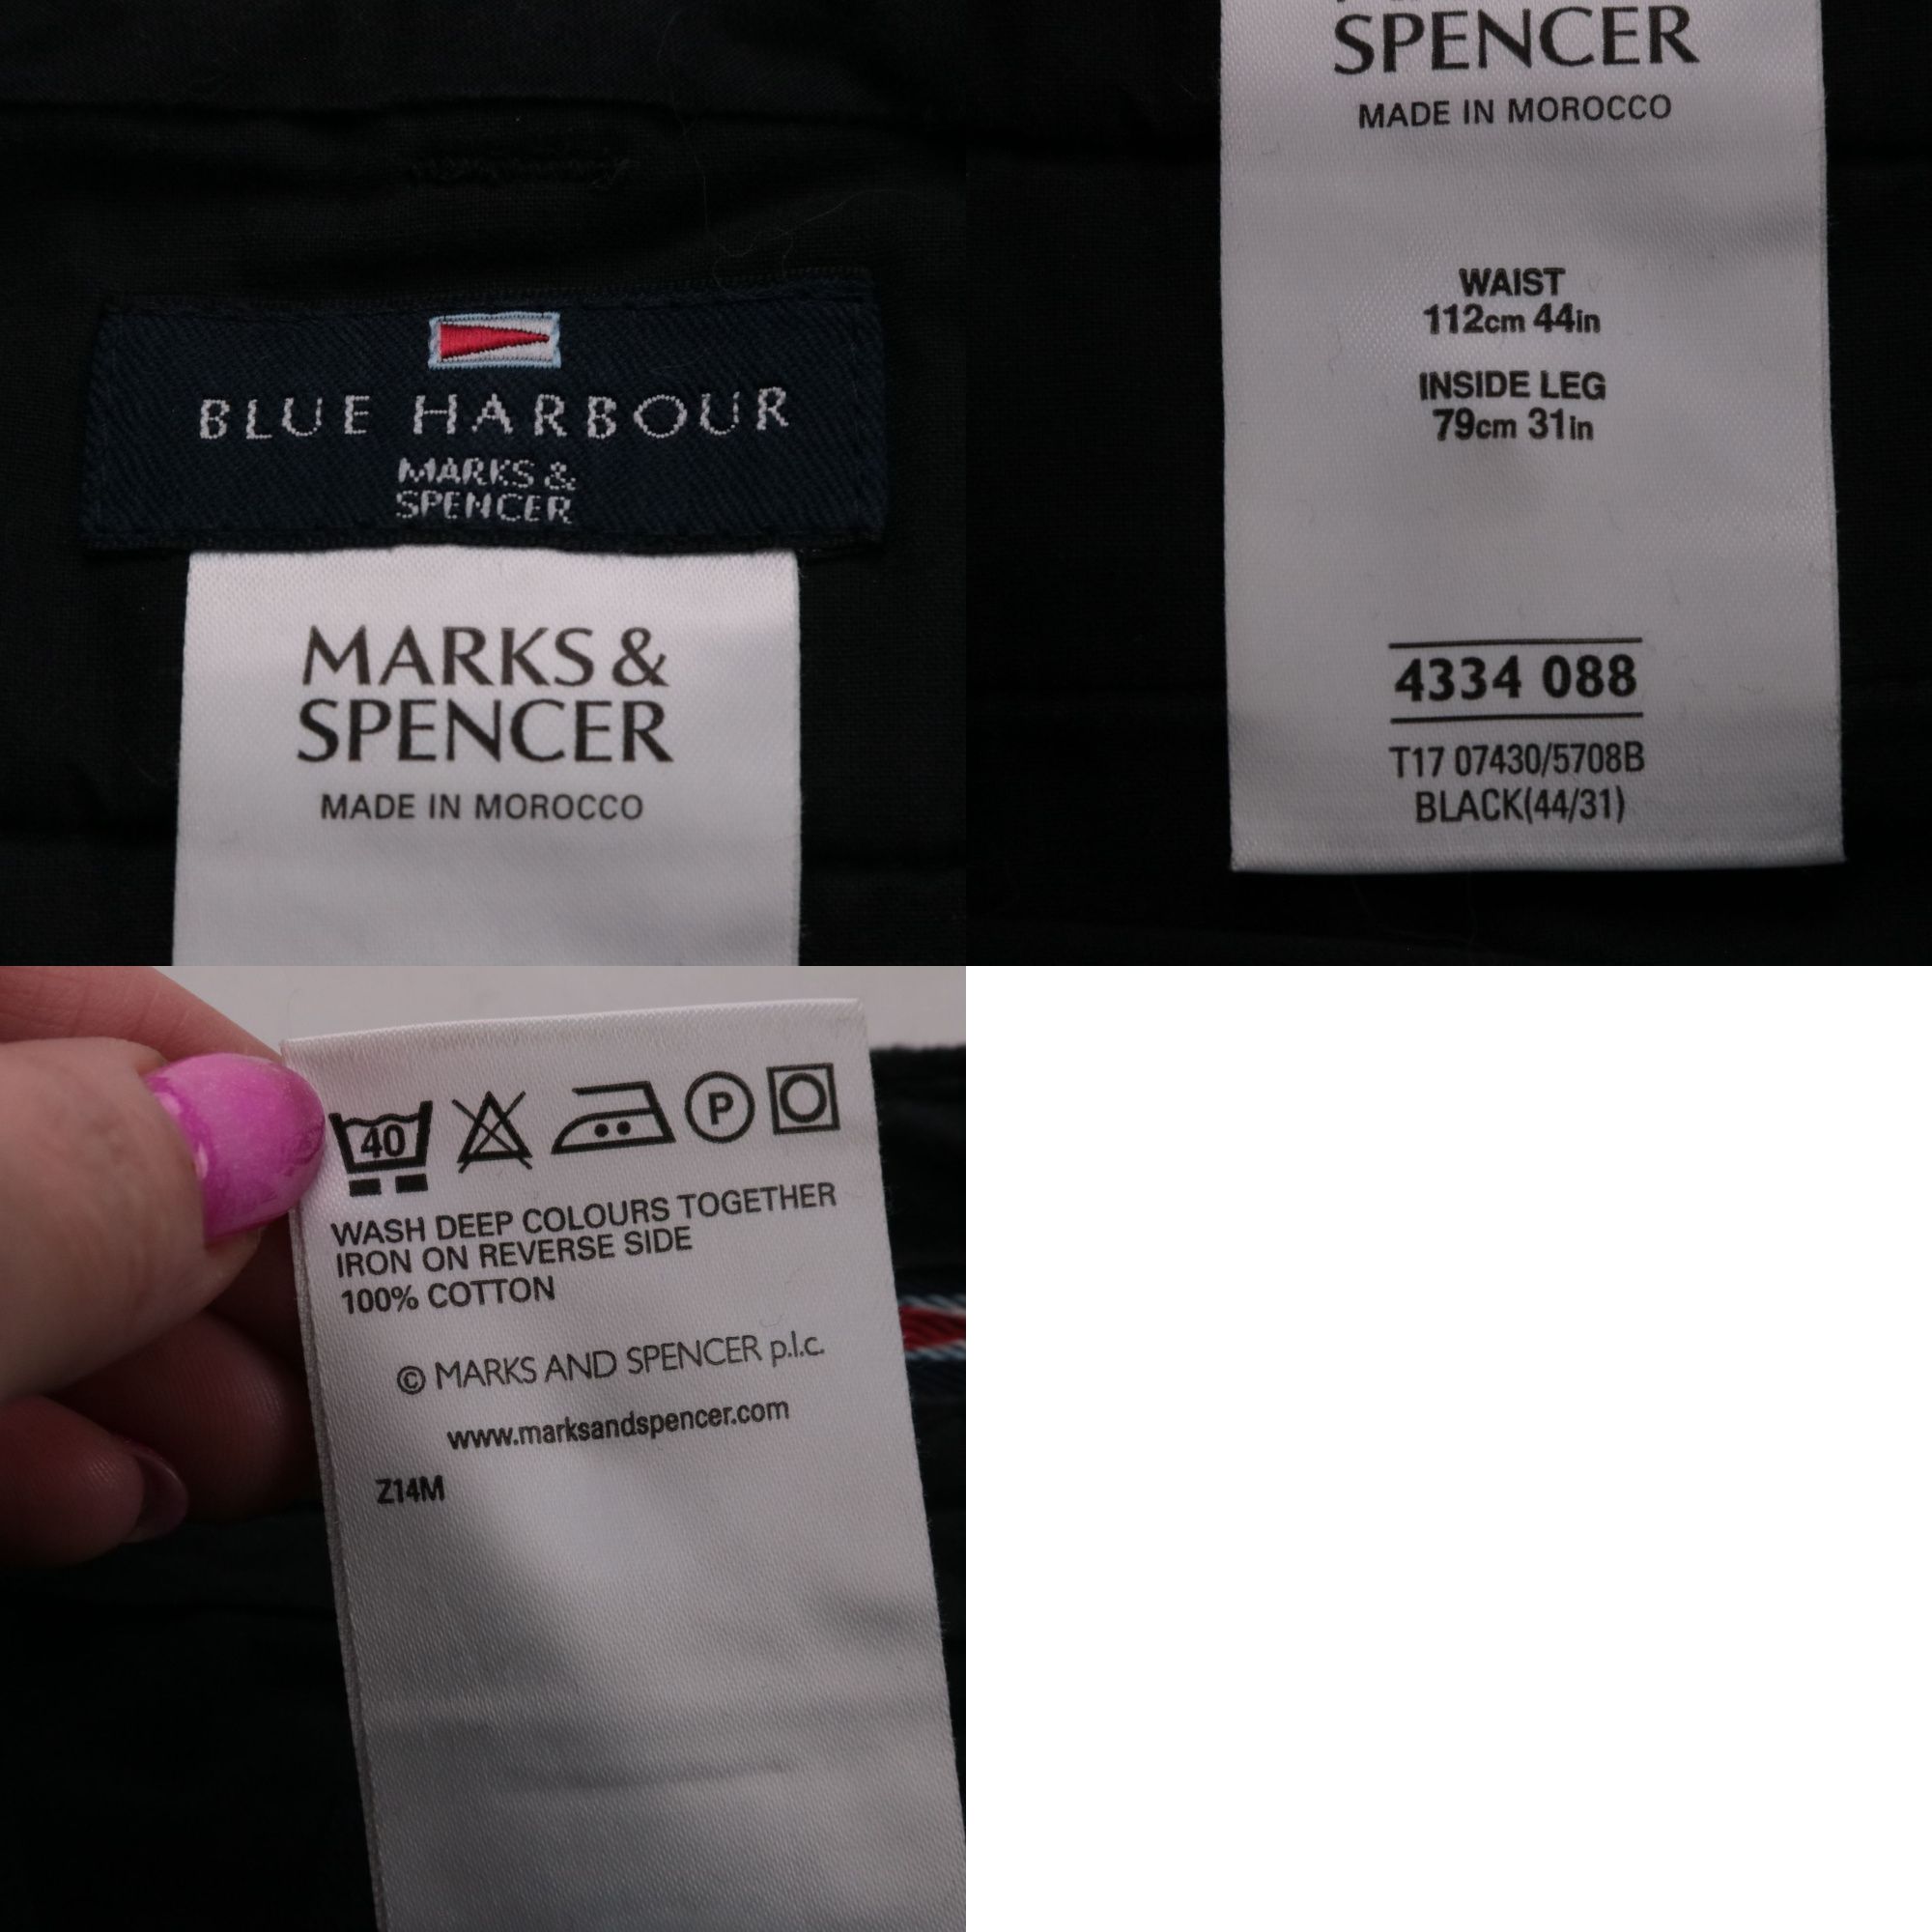 BLUE HARBOUR
MARKS &
SPENCER
MARKS &
SPENCER
MADE IN MOROCCO
SPENCER
MADE IN MOROCCO
WAIST
112cm 44in
INSIDE LEG
79cm 31in
4334 088
T17 07430/5708B
BLACK(44/31)
40
P
WASH DEEP COLOURS TOGETHER
IRON ON REVERSE SIDE
100% COTTON
© MARKS AND SPENCER p.l.c.
www.marksandspencer.com
Z14M